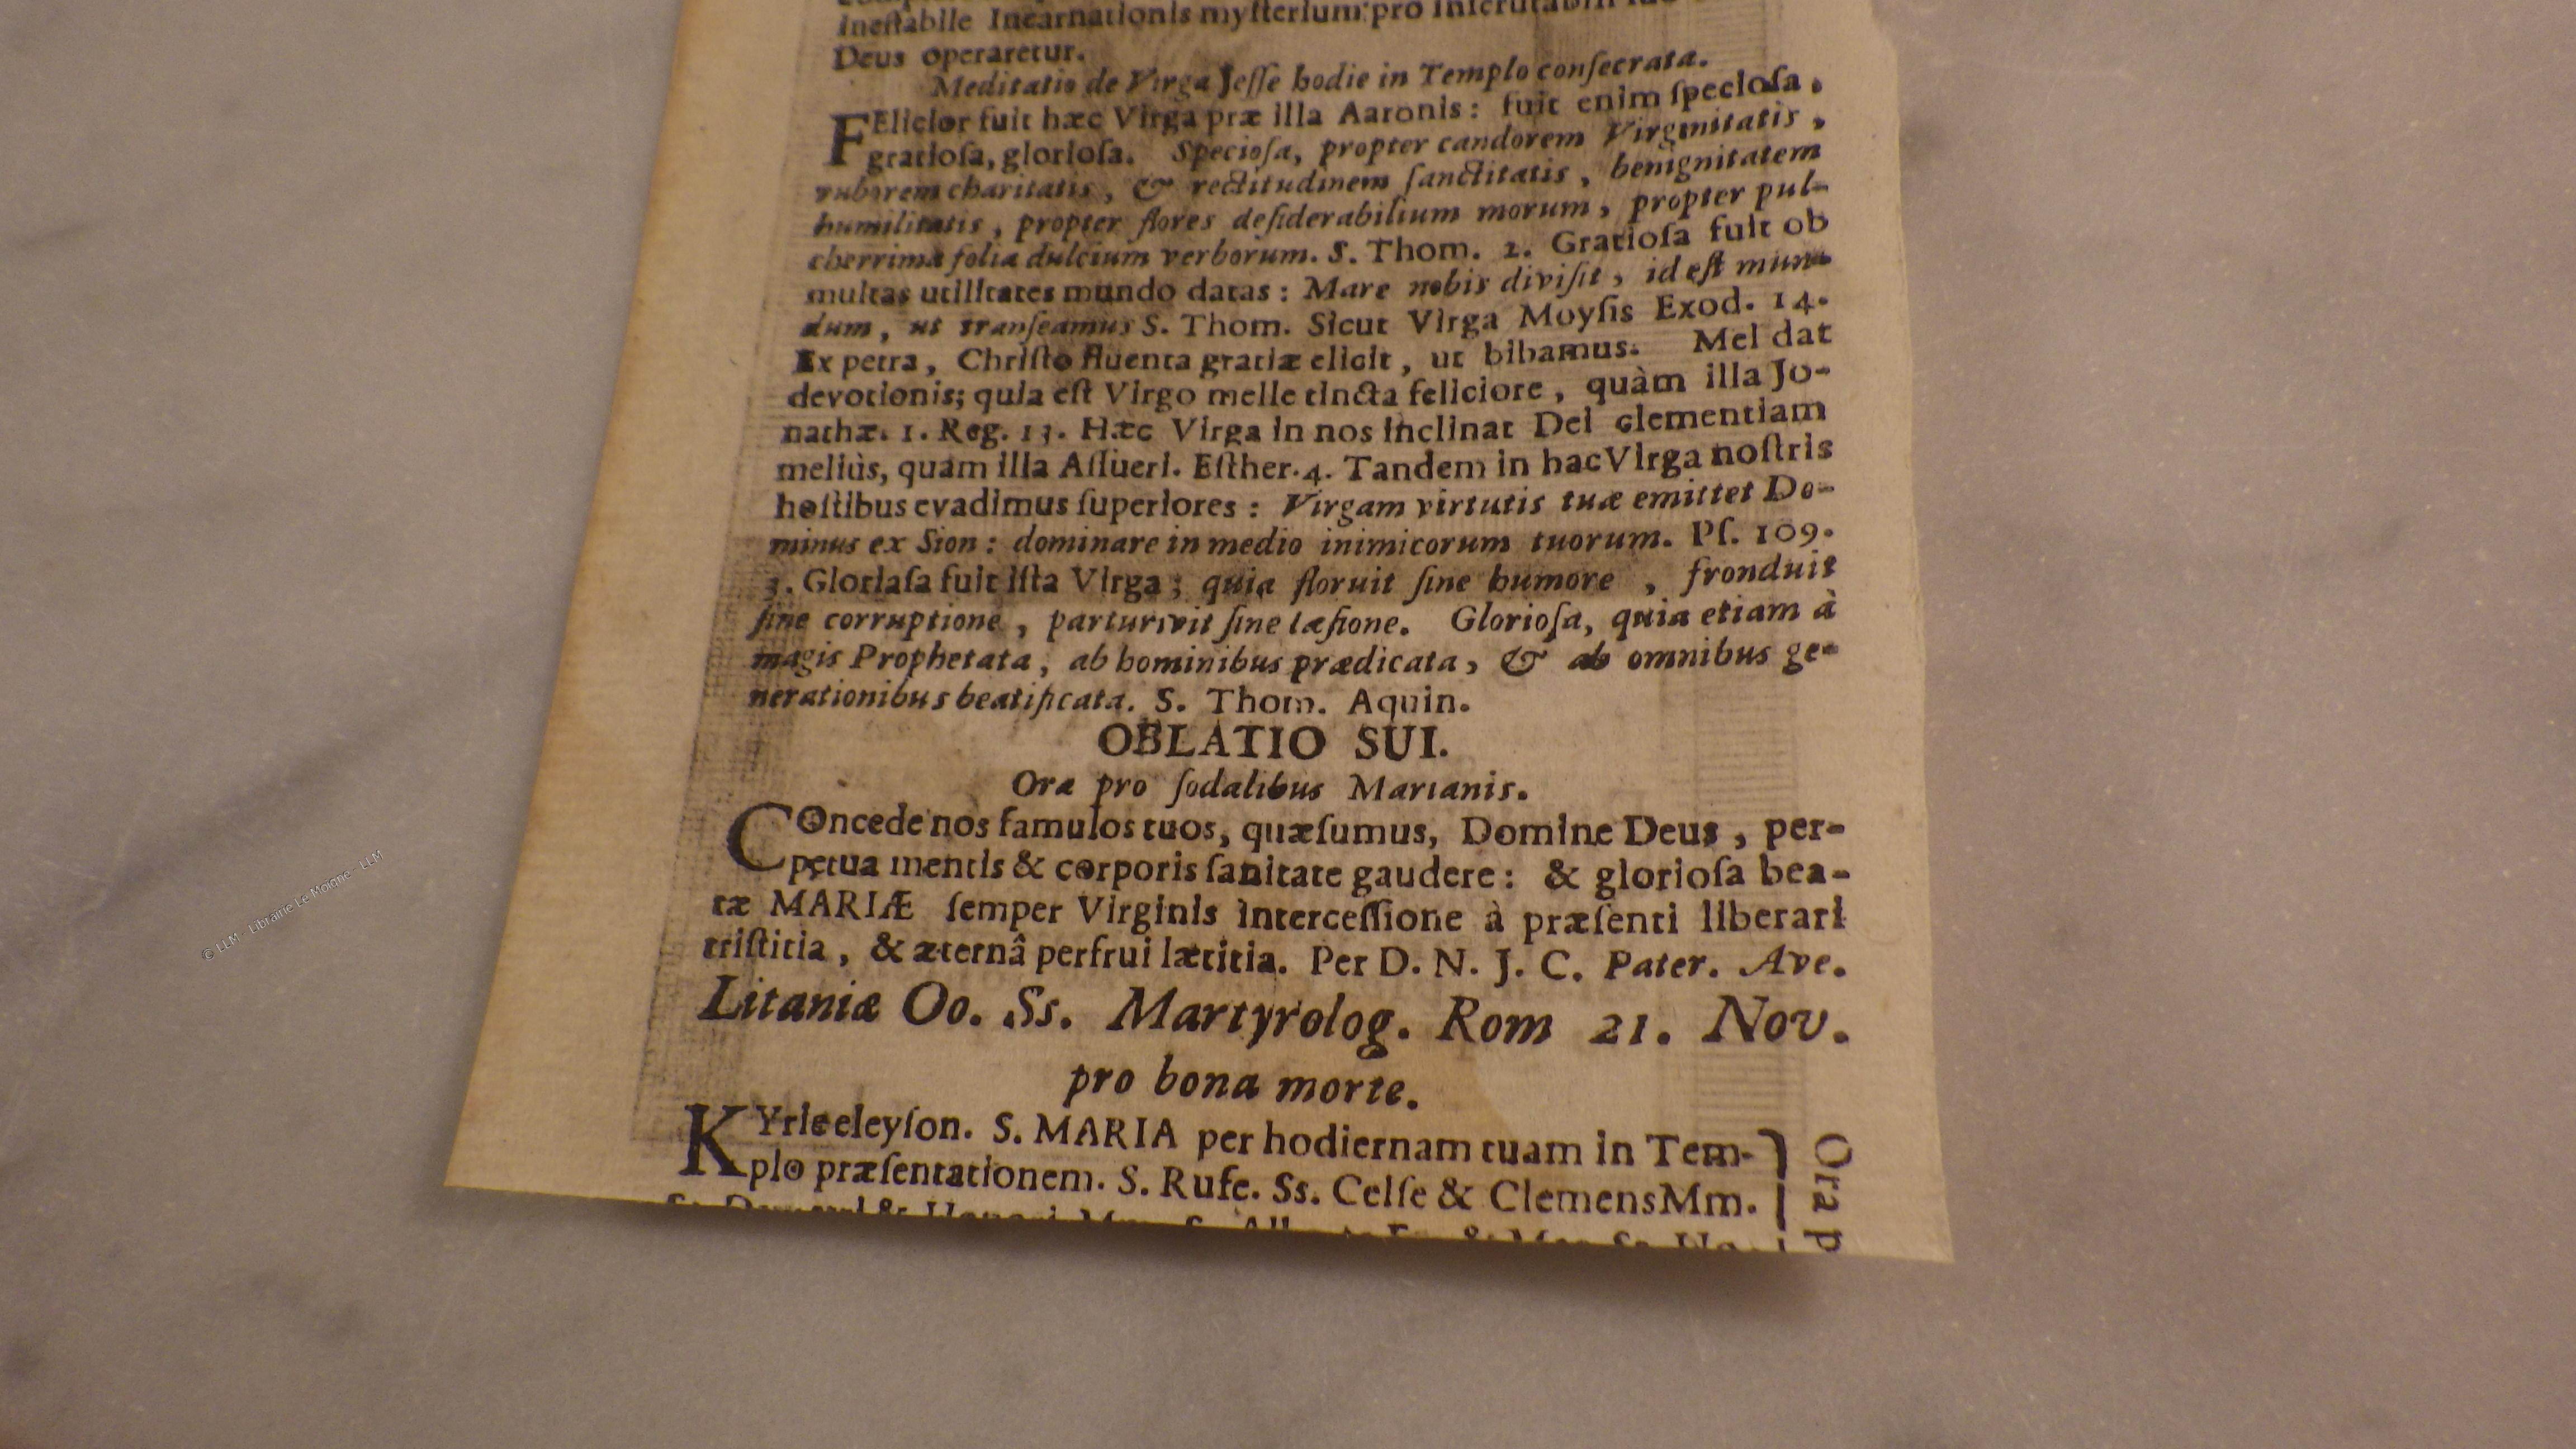 Ineffabile Incarnationis mysterium pro
Deus operaretur.
Meditatio de Virga Jeſſe hodie in Templo conſecrata.
FElicior fuit hæc Virga præ illa Aaronis: fuit enim ſpecioſa,
gratioſa, glorioſa. Specioſa, propter candorem Virginitatis,
ruborem charitatis, & rectitudinem ſanctitatis, benignitatem
humilitatis, propter flores deſiderabilium morum, propter pul-
cherrima folia dulcium verborum. S. Thom. 2. Gratioſa fuit ob
multas utilitates mundo datas: Mare nobis diviſit, id eſt mun-
dum, ut tranſeamus S. Thom. Sicut Virga Moyſis Exod. 14.
Ex petra, Chriſto fluenta gratiæ elicit, ut bibamus. Mel dat
devotionis; quia eſt Virgo melle tincta feliciore, quàm illa Jo-
nathæ. 1. Reg. 13. Hæc Virga in nos inclinat Dei clementiam
meliùs, quàm illa Aſſueri. Eſther. 4. Tandem in hac Virga noſtris
hoſtibus evadimus ſuperiores: Virgam virtutis tuæ emittet Do-
minus ex Sion: dominare in medio inimicorum tuorum. Pſ. 109.
3. Gloriaſa fuit iſta Virga; quia floruit ſine humore, fronduit
ſine corruptione, parturivit ſine læſione. Glorioſa, quia etiam à
magis Prophetata, ab hominibus prædicata, & ab omnibus ge-
nerationibus beatificata. S. Thom. Aquin.
OBLATIO SUI.
Ora pro ſodalibus Marianis.
COncede nos famulos tuos, quæſumus, Domine Deus, per-
petua mentis & corporis ſanitate gaudere: & glorioſa bea-
tæ MARIÆ ſemper Virginis interceſſione à præſenti liberari
triſtitia, & æternâ perfrui lætitia. Per D. N. J. C. Pater. Ave.
Litaniæ Oo. Ss. Martyrolog. Rom 21. Nov.
pro bona morte.
KYrie eleyſon. S. MARIA per hodiernam tuam in Tem-
plo præſentationem. S. Rufe. Ss. Celſe & Clemens Mm.
Ora p
© LLM - Librairie Le Moigne - LLM